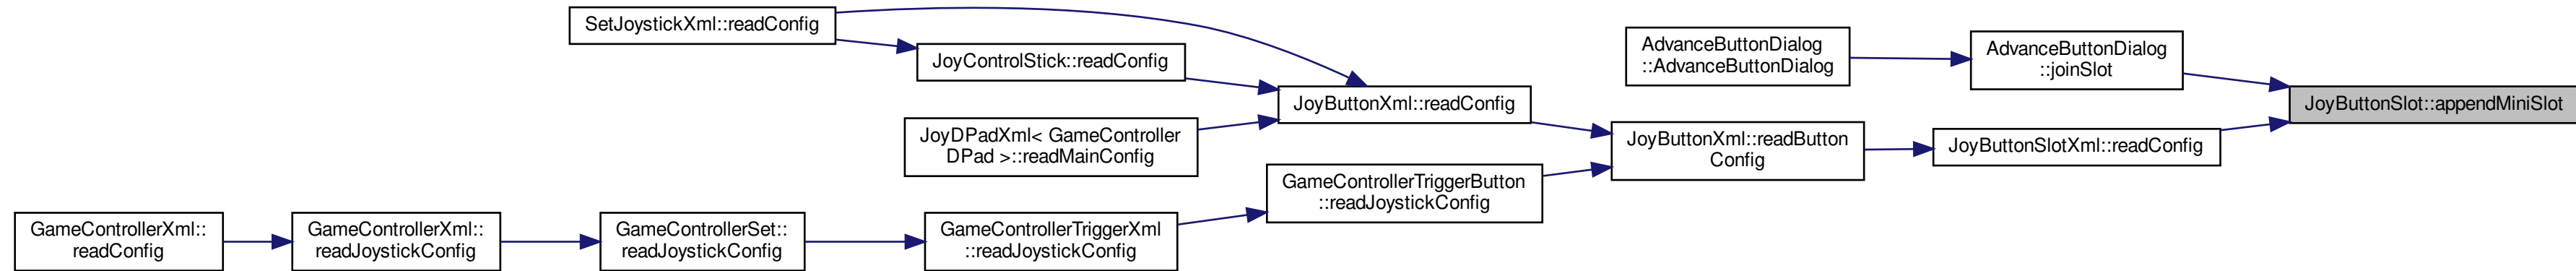 SetJoystickXml::readConfig
JoyControlStick::readConfig
JoyDPadXml< GameController
DPad >::readMainConfig
JoyButtonXml::readConfig
AdvanceButtonDialog
::AdvanceButtonDialog
AdvanceButtonDialog
::joinSlot
JoyButtonSlot::appendMiniSlot
JoyButtonXml::readButton
Config
JoyButtonSlotXml::readConfig
GameControllerTriggerButton
::readJoystickConfig
GameControllerXml::
readConfig
GameControllerXml::
readJoystickConfig
GameControllerSet::
readJoystickConfig
GameControllerTriggerXml
::readJoystickConfig